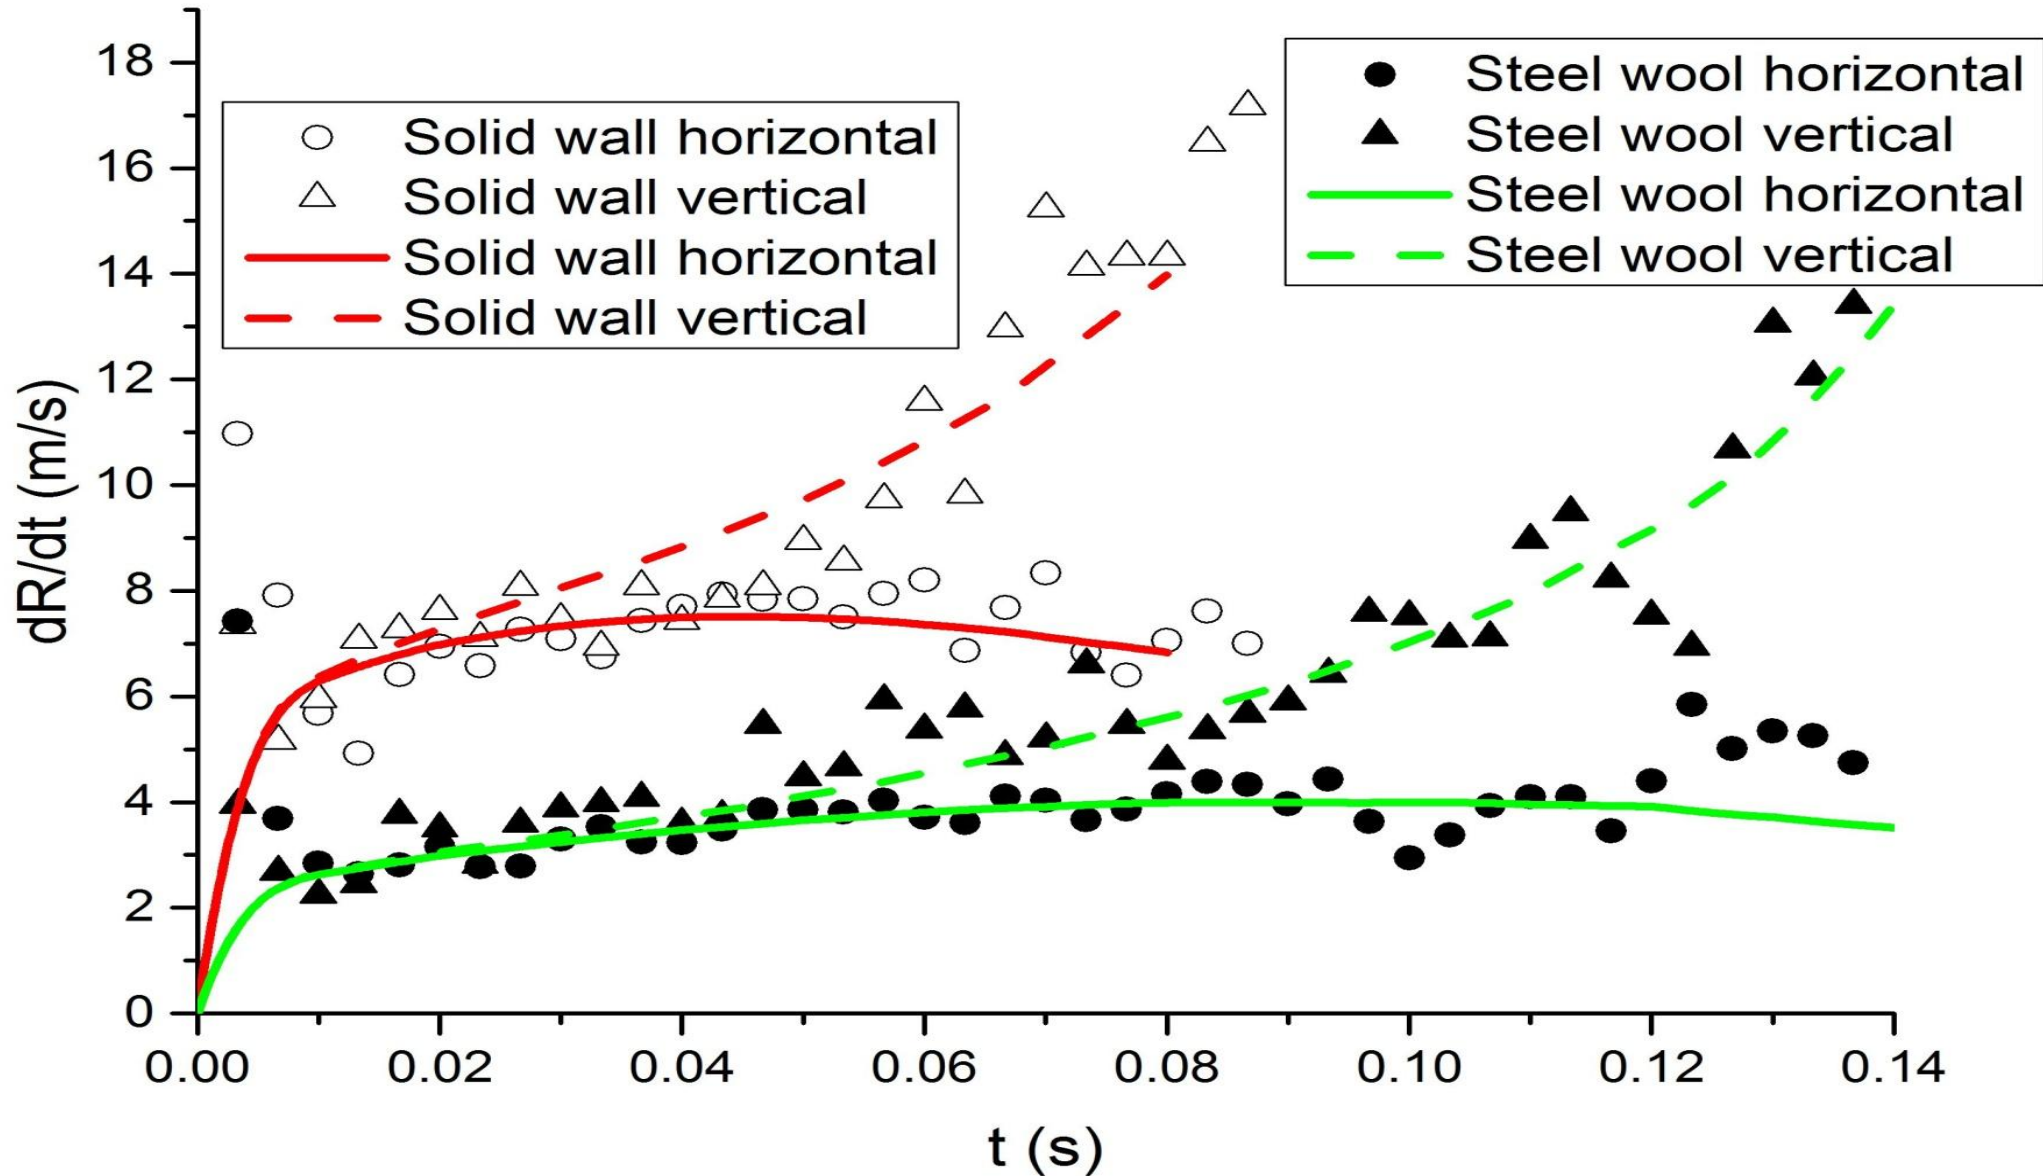 18
16
14
12
10
8
6
4
2
0
dR/dt (m/s)
Solid wall horizontal
Solid wall vertical
Solid wall horizontal
Solid wall vertical
Steel wool horizontal
Steel wool vertical
Steel wool horizontal
Steel wool vertical
0.00 0.02 0.04 0.06 0.08 0.10 0.12 0.14
t (s)